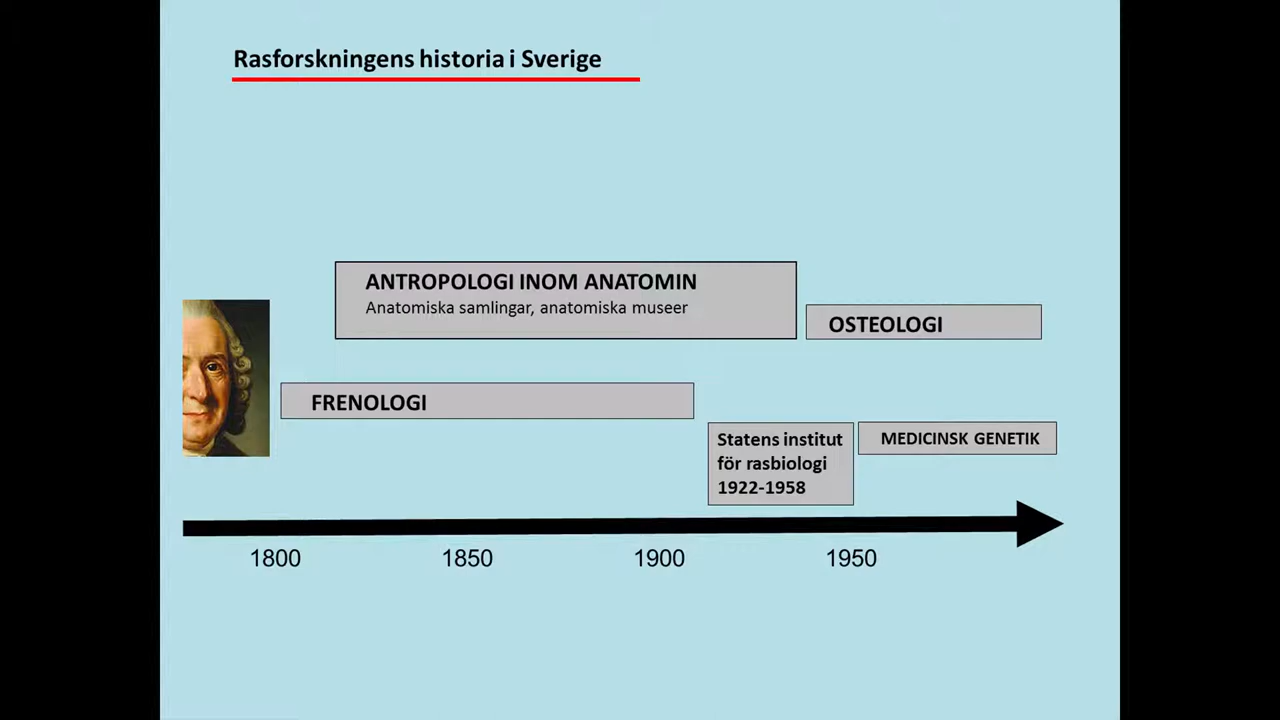 Rasforskningens historia i Sverige
ANTROPOLOGI INOM ANATOMIN
Anatomiska samlingar, anatomiska museer
OSTEOLOGI
FRENOLOGI
Statens institut
för rasbiologi
1922-1958
MEDICINSK GENETIK
1800
1850
1900
1950